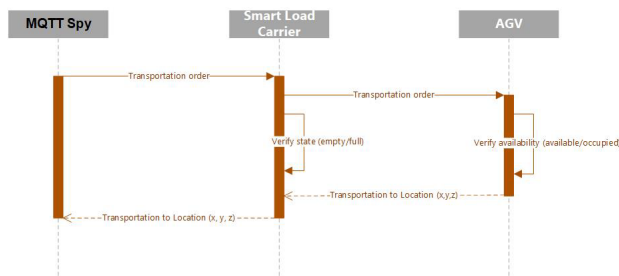 MQTT Spy
Smart Load
Carrier
AGV
Transportation order
Transportation order
Verify state (empty/full)
Verify availability (available/occupied)
Transportation to Location (x,y,z)
Transportation to Location (x, y, z)